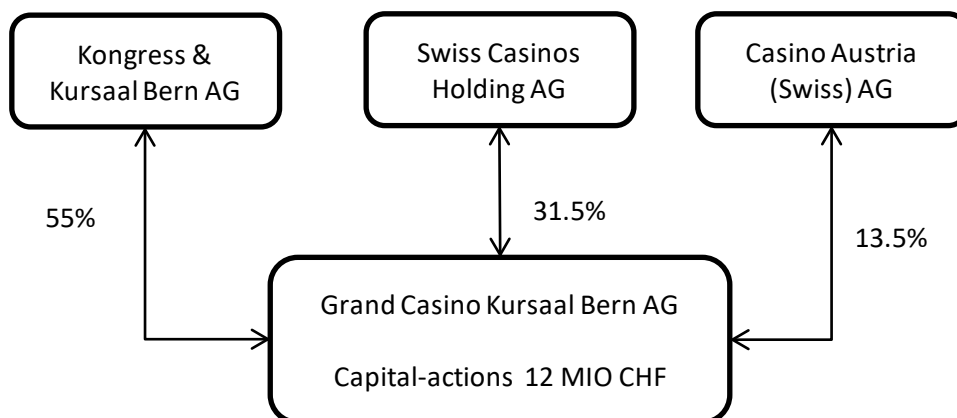 Kongress &
Kursaal Bern AG
Swiss Casinos
Holding AG
Casino Austria
(Swiss) AG
55%
31.5%
13.5%
Grand Casino Kursaal Bern AG
Capital-actions 12 MIO CHF